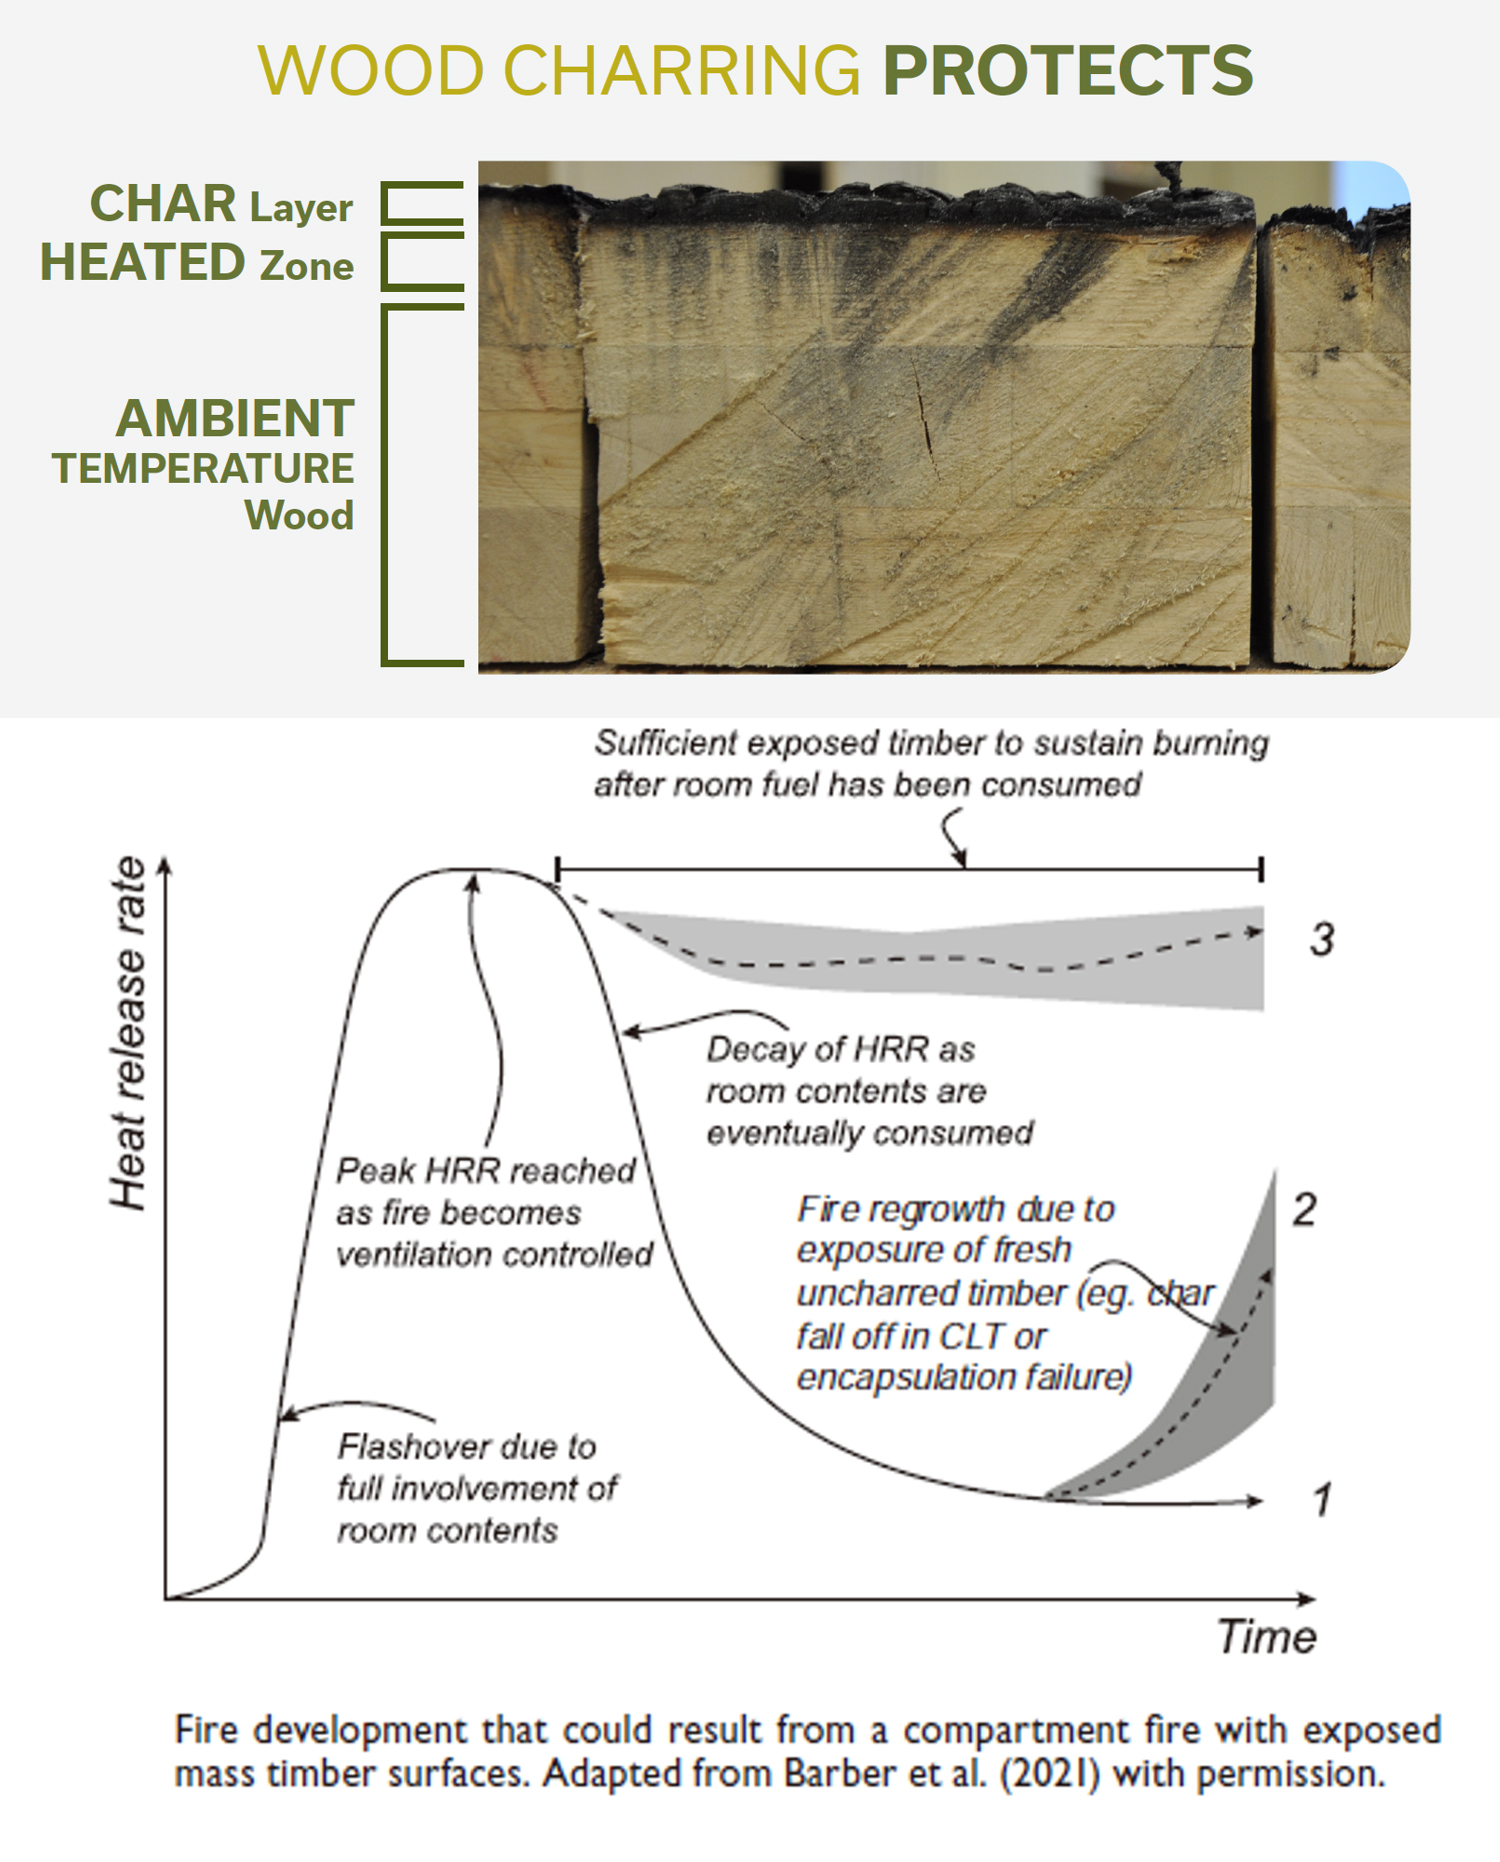 WOOD CHARRING PROTECTS
CHAR Layer
HEATED Zone
AMBIENT
TEMPERATURE
Wood
Sufficient exposed timber to sustain burning
after room fuel has been consumed
Heat release rate
3
Decay of HRR as
room contents are
eventually consumed
Peak HRR reached
as fire becomes
ventilation controlled
Fire regrowth due to
exposure of fresh
uncharred timber (eg. char
fall off in CLT or
encapsulation failure)
2
Flashover due to
full involvement of
room contents
1
Time
Fire development that could result from a compartment fire with exposed
mass timber surfaces. Adapted from Barber et al. (2021) with permission.